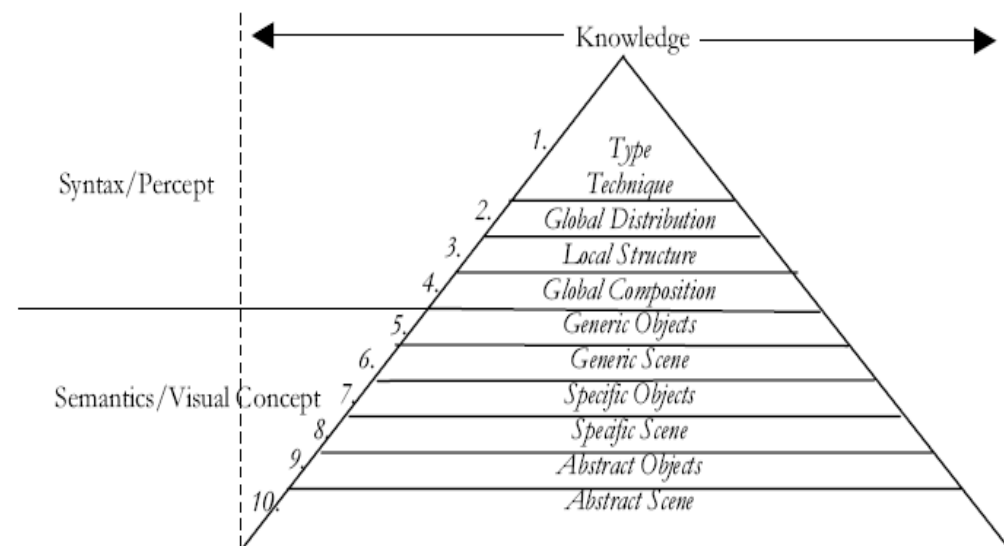 Knowledge
1. Type
Technique
Syntax/Percept
2. Global Distribution
3. Local Structure
4. Global Composition
5. Generic Objects
6. Generic Scene
Semantics/Visual Concept
7. Specific Objects
8. Specific Scene
9. Abstract Objects
10. Abstract Scene